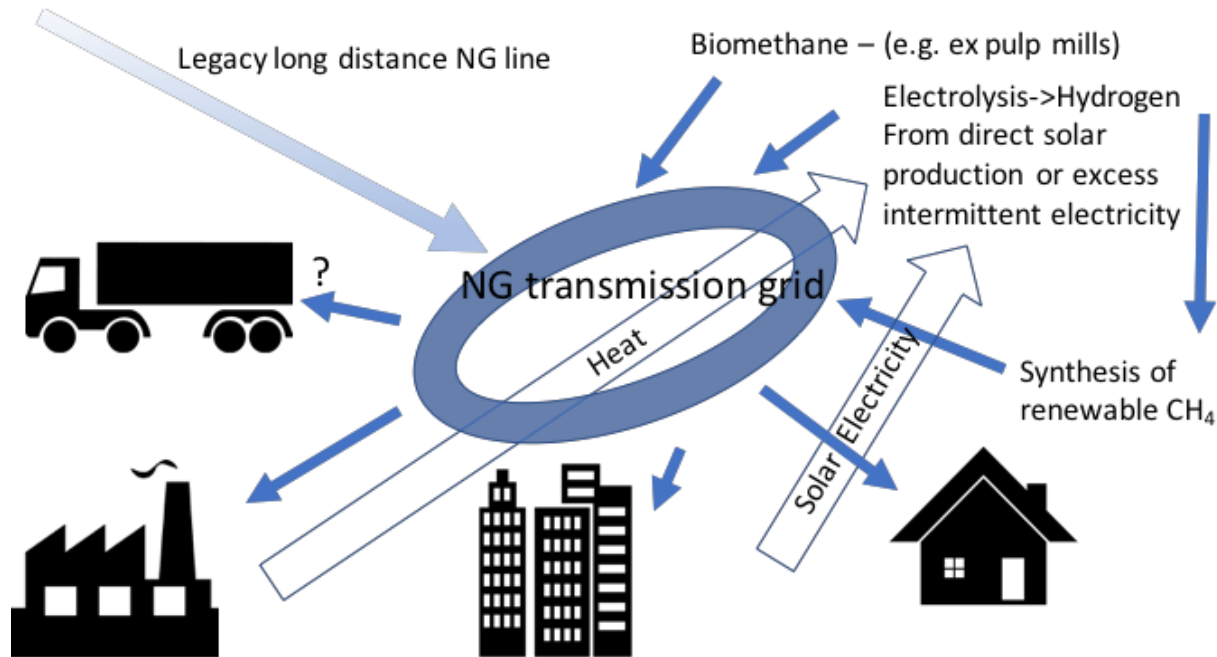 Legacy long distance NG line
Biomethane – (e.g. ex pulp mills)
Electrolysis->Hydrogen
From direct solar
production or excess
intermittent electricity
?
NG transmission grid
Heat
Solar Electricity
Synthesis of
renewable CH₄